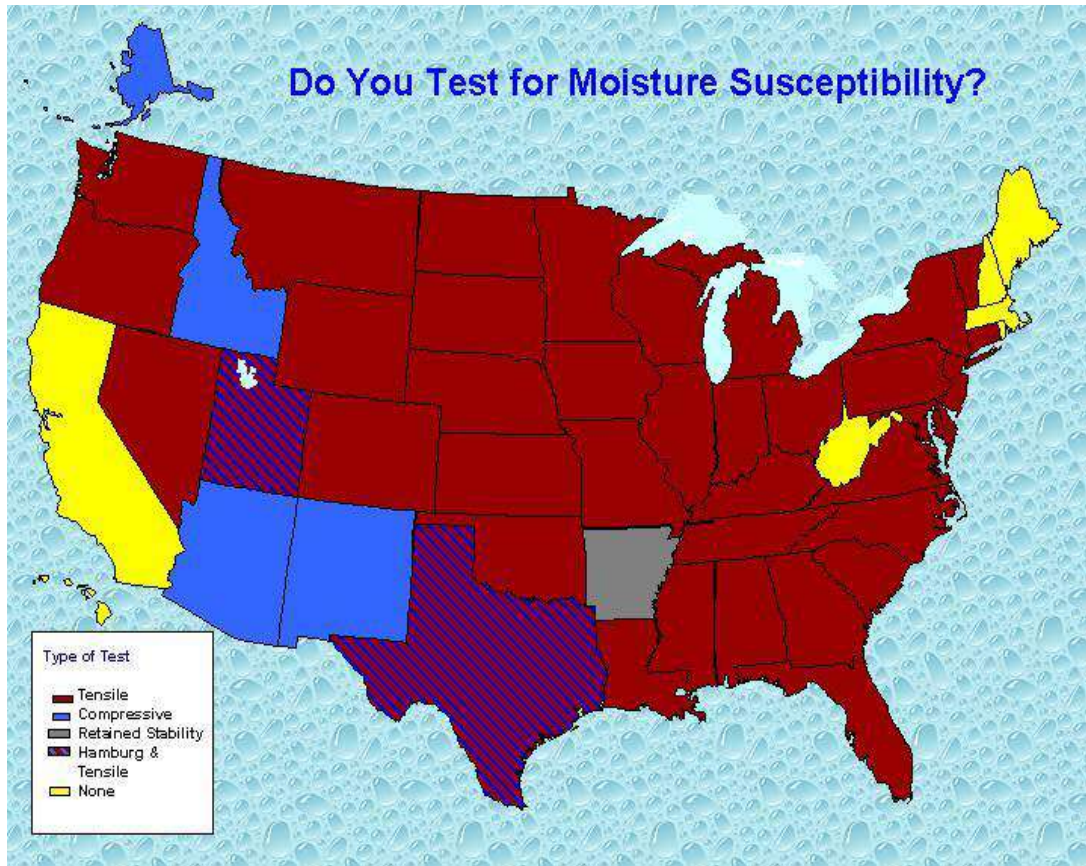 Do You Test for Moisture Susceptibility?
Type of Test
Tensile
Compressive
Retained Stability
Hamburg &
Tensile
None